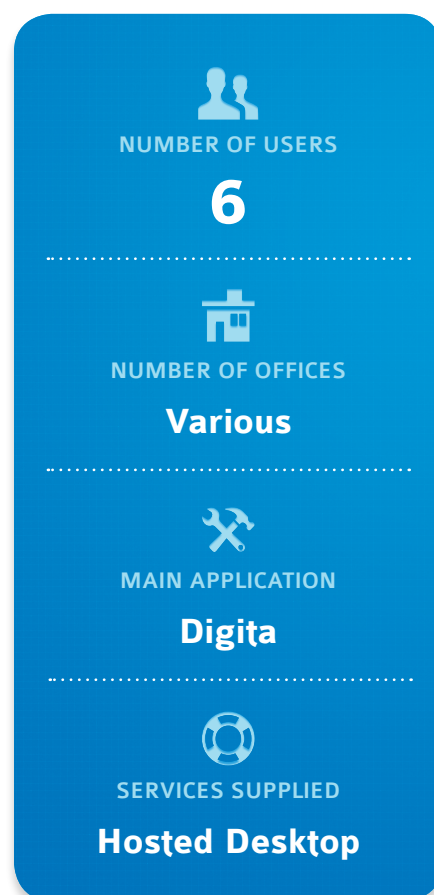 NUMBER OF USERS
6
NUMBER OF OFFICES
Various
MAIN APPLICATION
Digita
SERVICES SUPPLIED
Hosted Desktop